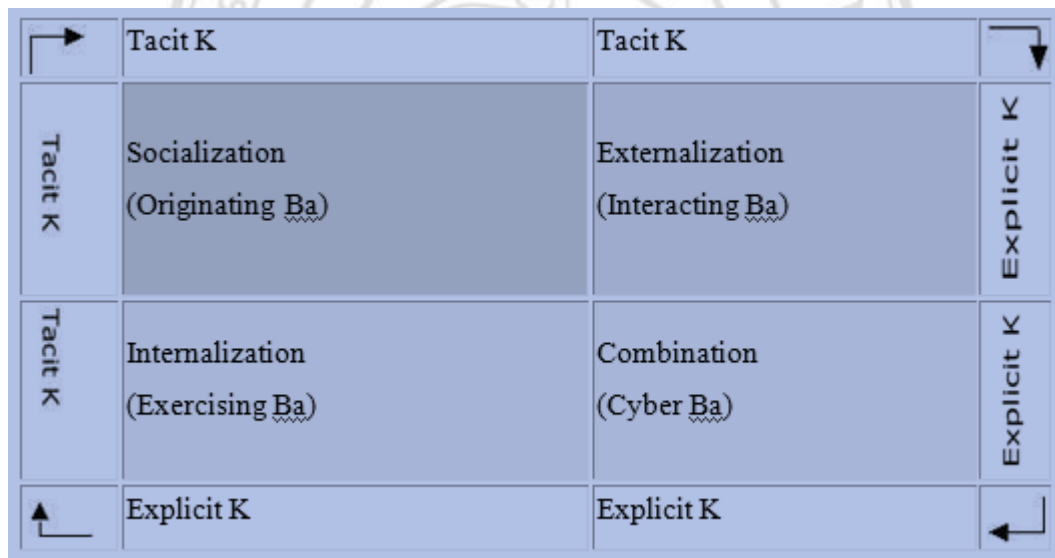 Tacit K
Tacit K
Tacit K
Socialization
(Originating Ba)
Externalization
(Interacting Ba)
Explicit K
Tacit K
Internalization
(Exercising Ba)
Combination
(Cyber Ba)
Explicit K
Explicit K
Explicit K